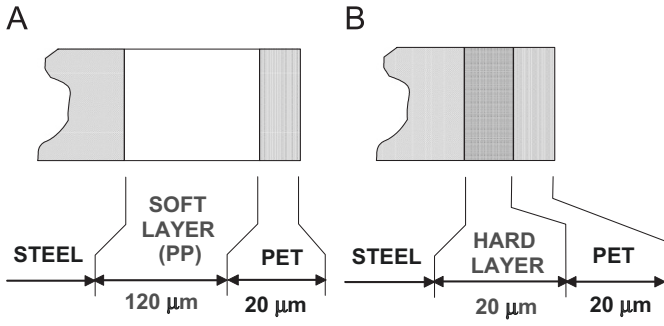 A
B
SOFT
LAYER
(PP)
STEEL
PET
120 μm
20 μm
HARD
LAYER
STEEL
PET
20 μm
20 μm